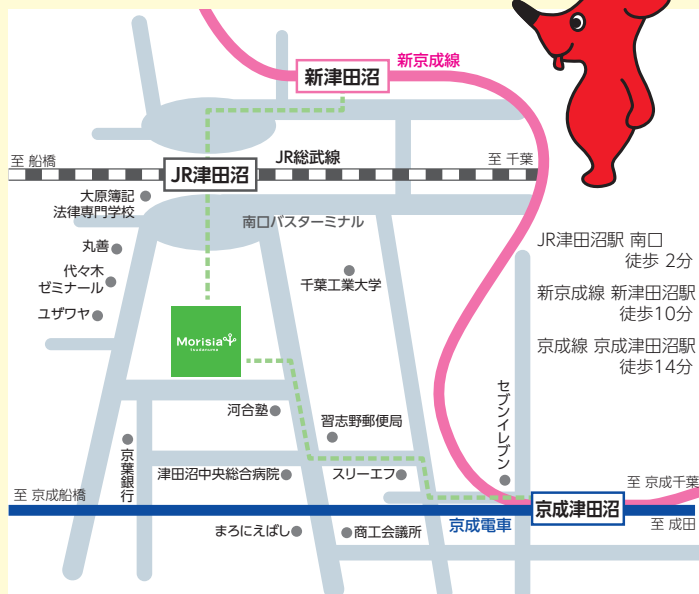 新京成線
新津田沼
至 船橋
JR総武線
至 千葉
JR津田沼
大原簿記
法律専門学校
南口バスターミナル
丸善
代々木
ゼミナール
千葉工業大学
ユザワヤ
Morisia
tsudanuma
JR津田沼駅 南口
徒歩 2分
新京成線 新津田沼駅
徒歩10分
京成線 京成津田沼駅
徒歩14分
河合塾
習志野郵便局
セブンイレブン
京葉銀行
津田沼中央総合病院
スリーエフ
至 京成船橋
至 京成千葉
京成津田沼
京成電車
至 成田
まろにえばし
商工会議所